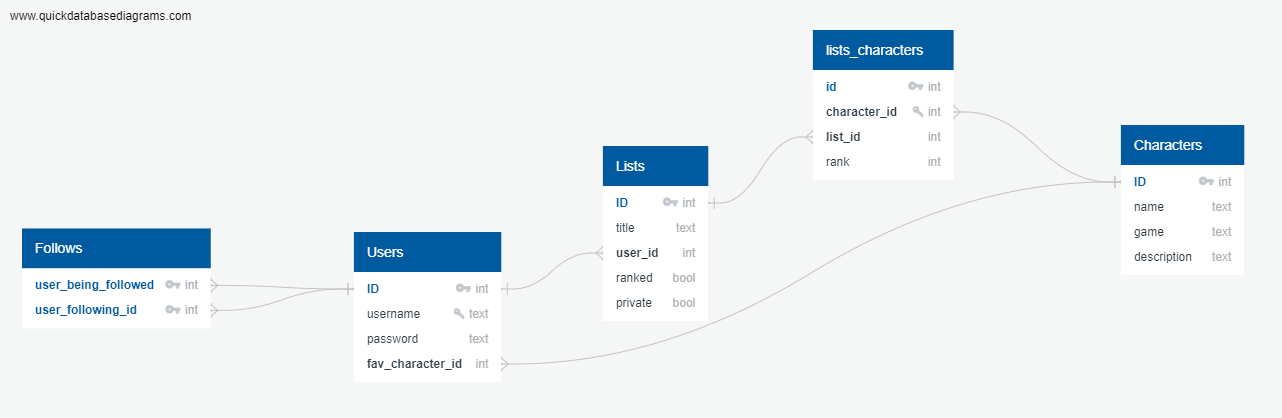 www.quickdatabasediagrams.com
Follows
user_being_followed int
user_following_id int
Users
ID int
username text
password text
fav_character_id int
Lists
ID int
title text
user_id int
ranked bool
private bool
lists_characters
id int
character_id int
list_id int
rank int
Characters
ID int
name text
game text
description text